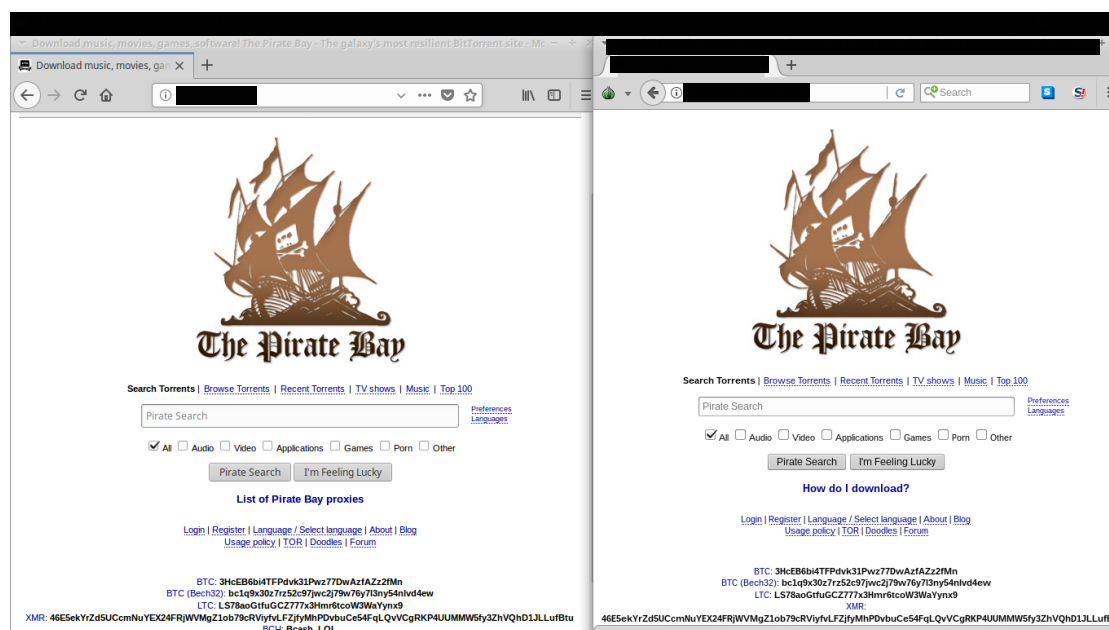 Download music, movies, games, software! The Pirate Bay - The galaxy's most resilient BitTorrent site - Mo
Download music, movies, gam
The Pirate Bay
Search Torrents | Browse Torrents | Recent Torrents | TV shows | Music | Top 100
Pirate Search
Preferences
Languages
All Audio Video Applications Games Porn Other
Pirate Search I'm Feeling Lucky
List of Pirate Bay proxies
Login | Register | Language / Select language | About | Blog
Usage policy | TOR | Doodles | Forum
BTC: 3HcEB6bi4TFPdvk31Pwz77DwAzfAZz2fMn
BTC (Bech32): bc1q9x30z7rz52c97jwc2j79w76y7l3ny54nlvd4ew
LTC: LS78aoGtfuGCZ777x3Hmr6tcoW3WaYynx9
XMR: 46E5ekYrZd5UCcmNuYEX24FRjWVMgZ1ob79cRViyfvLFZjfyMhPDvbuCe54FqLQvVCgRKP4UUMMW5fy3ZhVQhD1JLLufBtu
BCH: Bcash. LOL
Search
S
S!
The Pirate Bay
Search Torrents | Browse Torrents | Recent Torrents | TV shows | Music | Top 100
Pirate Search
Preferences
Languages
All Audio Video Applications Games Porn Other
Pirate Search I'm Feeling Lucky
How do I download?
Login | Register | Language / Select language | About | Blog
Usage policy | TOR | Doodles | Forum
BTC: 3HcEB6bi4TFPdvk31Pwz77DwAzfAZz2fMn
BTC (Bech32): bc1q9x30z7rz52c97jwc2j79w76y7l3ny54nlvd4ew
LTC: LS78aoGtfuGCZ777x3Hmr6tcoW3WaYynx9
XMR:
46E5ekYrZd5UCcmNuYEX24FRjWVMgZ1ob79cRViyfvLFZjfyMhPDvbuCe54FqLQvVCgRKP4UUMMW5fy3ZhVQhD1JLLufB